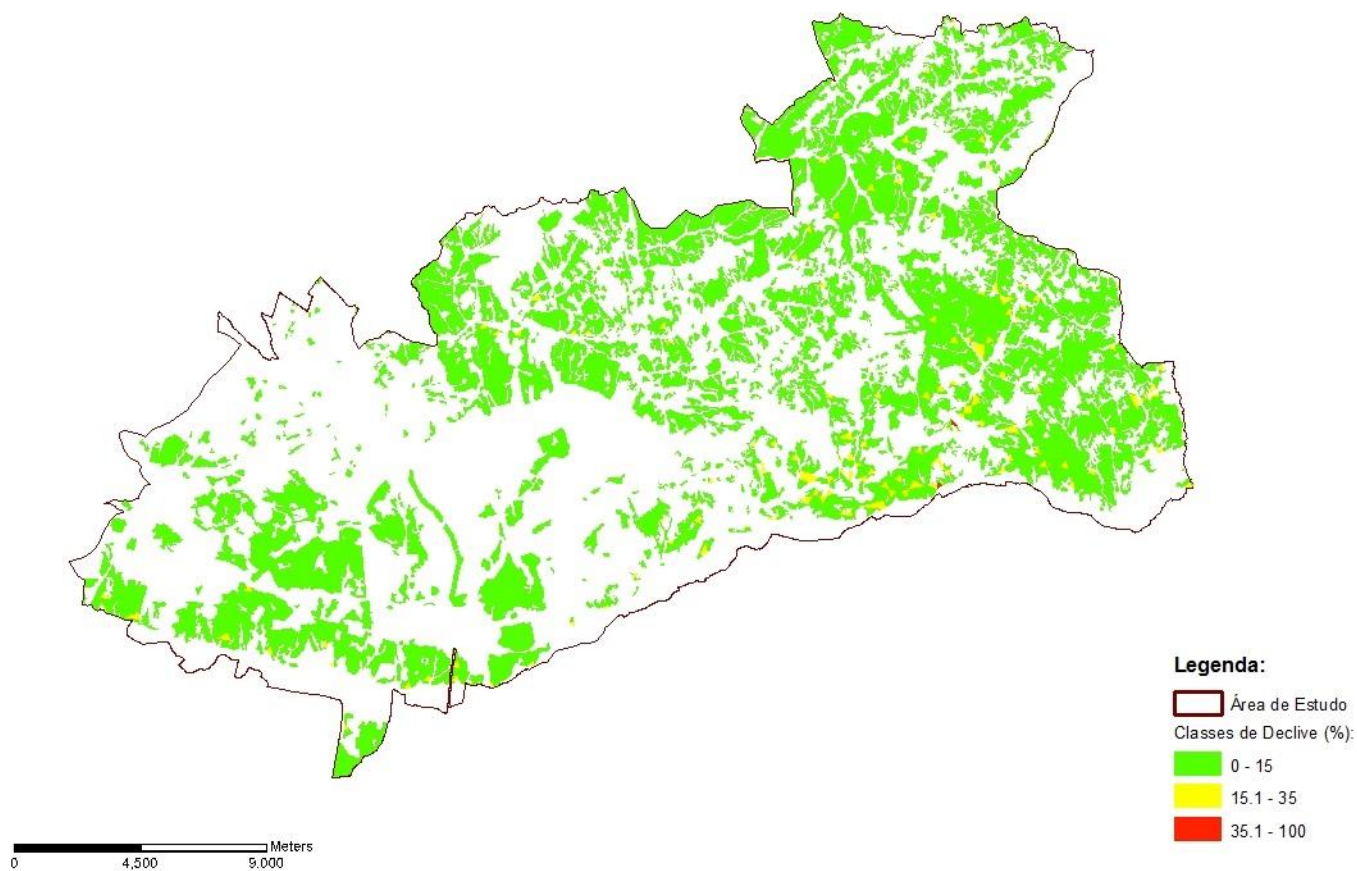 Legenda:
Área de Estudo
Classes de Declive (%):
0 - 15
15.1 - 35
35.1 - 100
Meters
0 4,500 9.000